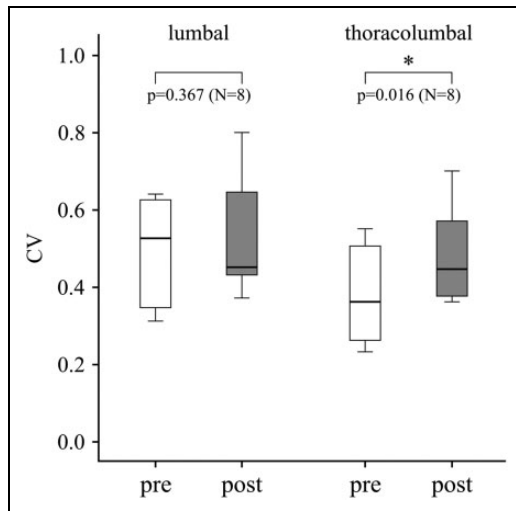 lumbal
thoracolumbal
*
p=0.367 (N=8)
p=0.016 (N=8)
1.0
0.8
0.6
0.4
0.2
0.0
CV
pre
post
pre
post